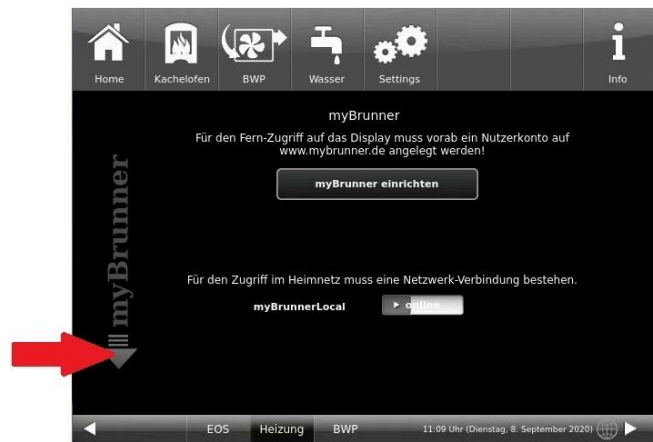 Home
Kachelofen
BWP
Wasser
Settings
Info
myBrunner
Für den Fern-Zugriff auf das Display muss vorab ein Nutzerkonto auf
www.mybrunner.de angelegt werden!
myBrunner einrichten
myBrunner
Für den Zugriff im Heimnetz muss eine Netzwerk-Verbindung bestehen.
myBrunnerLocal
online
EOS
Heizung
BWP
11:09 Uhr (Dienstag, 8. September 2020)